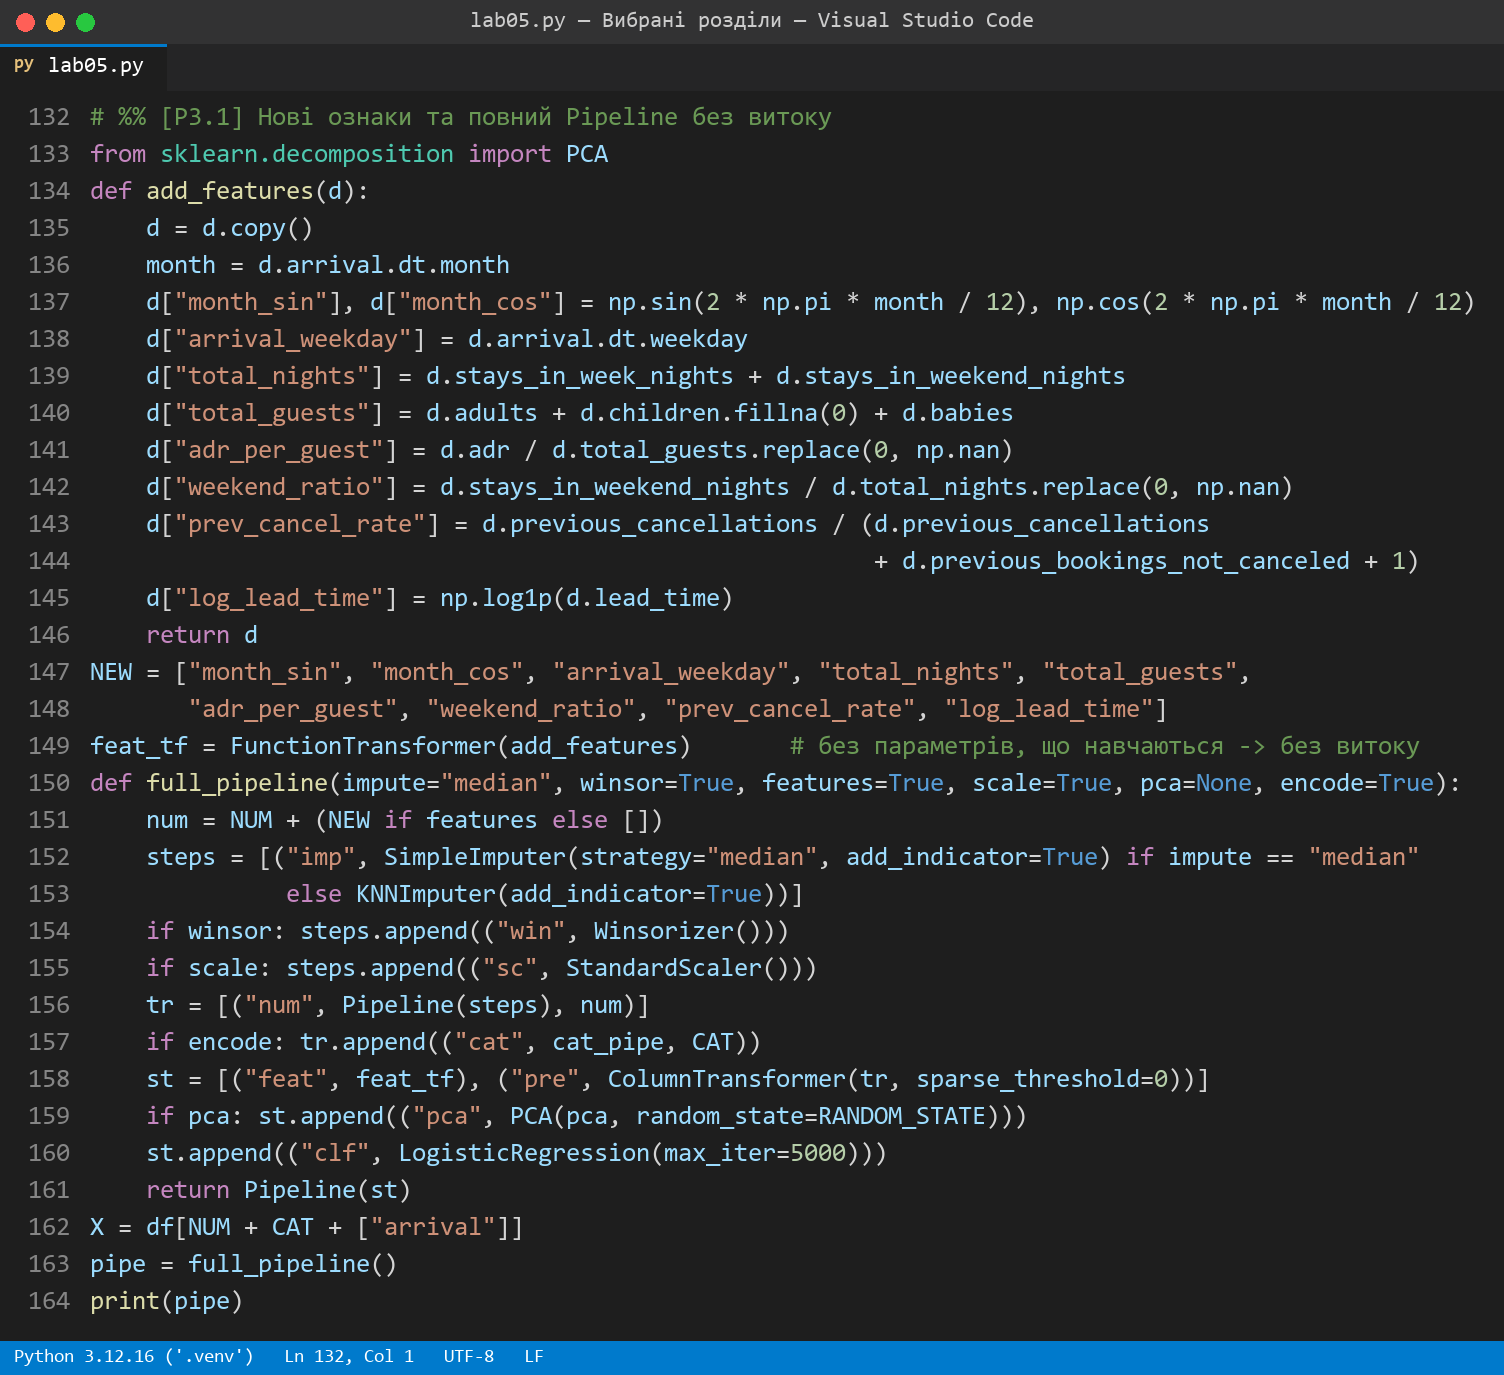 lab05.py — Вибрані розділи — Visual Studio Code
py lab05.py
132 # %% [P3.1] Нові ознаки та повний Pipeline без витоку
133 from sklearn.decomposition import PCA
134 def add_features(d):
135     d = d.copy()
136     month = d.arrival.dt.month
137     d["month_sin"], d["month_cos"] = np.sin(2 * np.pi * month / 12), np.cos(2 * np.pi * month / 12)
138     d["arrival_weekday"] = d.arrival.dt.weekday
139     d["total_nights"] = d.stays_in_week_nights + d.stays_in_weekend_nights
140     d["total_guests"] = d.adults + d.children.fillna(0) + d.babies
141     d["adr_per_guest"] = d.adr / d.total_guests.replace(0, np.nan)
142     d["weekend_ratio"] = d.stays_in_weekend_nights / d.total_nights.replace(0, np.nan)
143     d["prev_cancel_rate"] = d.previous_cancellations / (d.previous_cancellations
144                                                         + d.previous_bookings_not_canceled + 1)
145     d["log_lead_time"] = np.log1p(d.lead_time)
146     return d
147 NEW = ["month_sin", "month_cos", "arrival_weekday", "total_nights", "total_guests",
148        "adr_per_guest", "weekend_ratio", "prev_cancel_rate", "log_lead_time"]
149 feat_tf = FunctionTransformer(add_features)       # без параметрів, що навчаються -> без витоку
150 def full_pipeline(impute="median", winsor=True, features=True, scale=True, pca=None, encode=True):
151     num = NUM + (NEW if features else [])
152     steps = [("imp", SimpleImputer(strategy="median", add_indicator=True) if impute == "median"
153               else KNNImputer(add_indicator=True))]
154     if winsor: steps.append(("win", Winsorizer()))
155     if scale: steps.append(("sc", StandardScaler()))
156     tr = [("num", Pipeline(steps), num)]
157     if encode: tr.append(("cat", cat_pipe, CAT))
158     st = [("feat", feat_tf), ("pre", ColumnTransformer(tr, sparse_threshold=0))]
159     if pca: st.append(("pca", PCA(pca, random_state=RANDOM_STATE)))
160     st.append(("clf", LogisticRegression(max_iter=5000)))
161     return Pipeline(st)
162 X = df[NUM + CAT + ["arrival"]]
163 pipe = full_pipeline()
164 print(pipe)
Python 3.12.16 ('.venv')   Ln 132, Col 1   UTF-8   LF